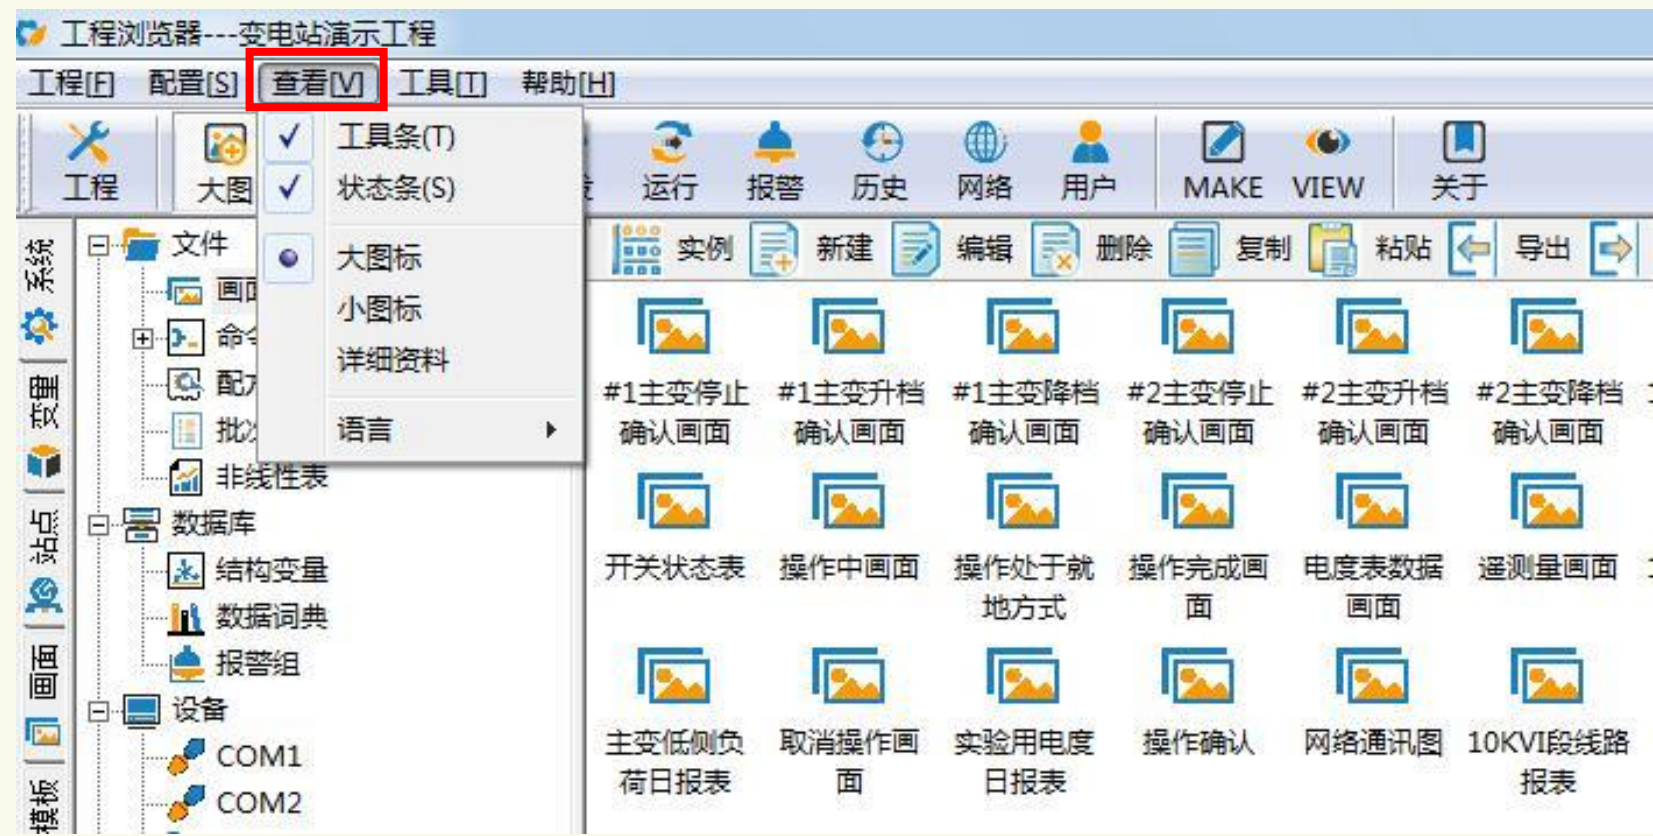 工程浏览器---变电站演示工程
工程[F] 配置[S] 查看[V] 工具[T] 帮助[H]
工程 大图 运行 报警 历史 网络 用户 MAKE VIEW 关于
工具条(T)
状态条(S)
大图标
小图标
详细资料
语言
系统
变量
站点
画面
模板
文件
非线性表
数据库
结构变量
数据词典
报警组
设备
COM1
COM2
实例 新建 编辑 删除 复制 粘贴 导出
#1主变停止 #1主变升档 #1主变降档 #2主变停止 #2主变升档 #2主变降档
确认画面 确认画面 确认画面 确认画面 确认画面 确认画面
开关状态表 操作中画面 操作处于就 操作完成画 电度表数据 遥测量画面
地方式 面 画面
主变低侧负 取消操作画 实验用电度 操作确认 网络通讯图 10KVI段线路
荷日报表 面 日报表 报表